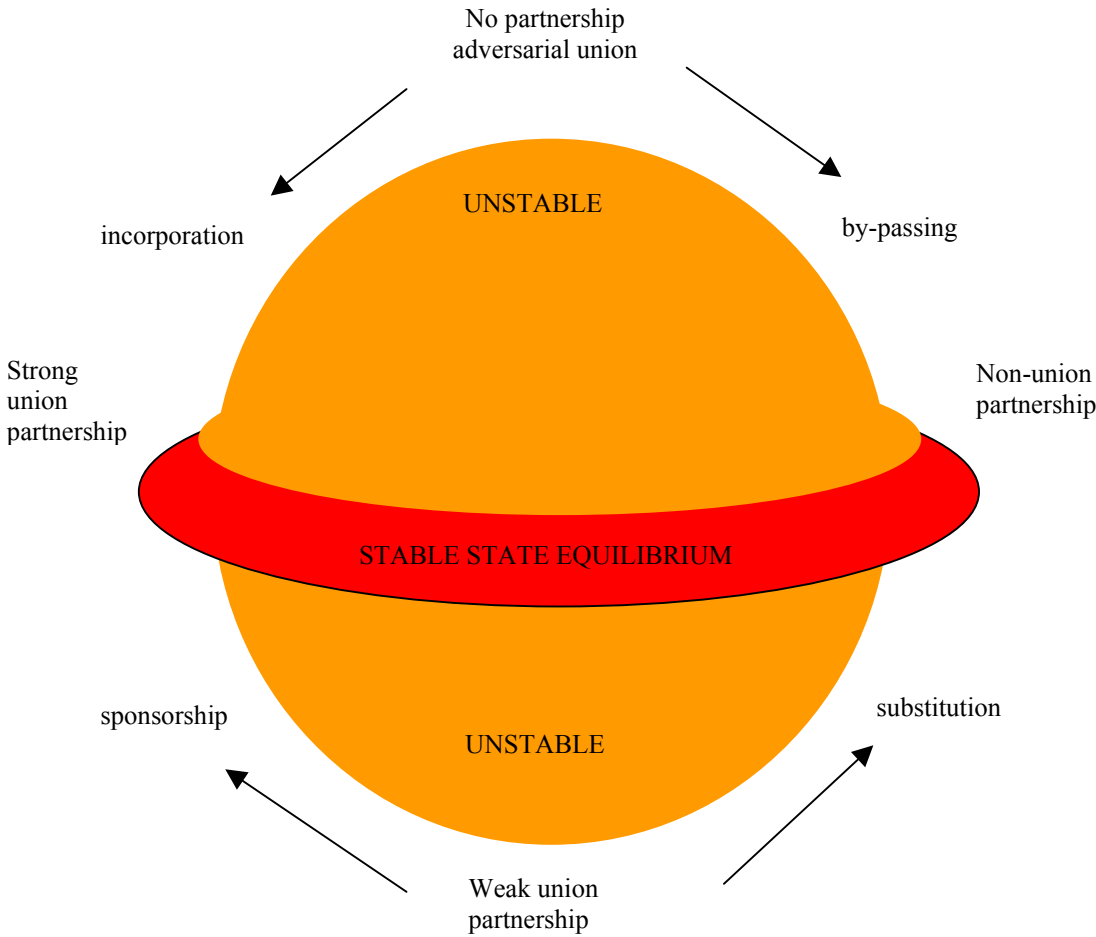 No partnership
adversarial union
UNSTABLE
incorporation
by-passing
Strong
union
partnership
Non-union
partnership
STABLE STATE EQUILIBRIUM
sponsorship
substitution
UNSTABLE
Weak union
partnership